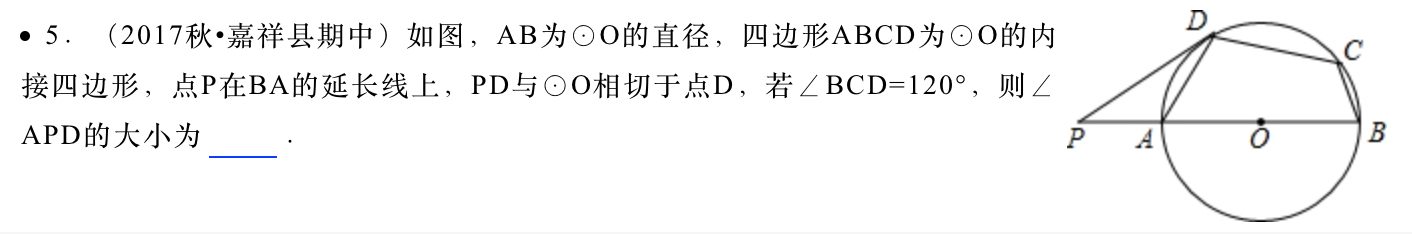 • 5. （2017秋•嘉祥县期中）如图，AB为⊙O的直径，四边形ABCD为⊙O的内
接四边形，点P在BA的延长线上，PD与⊙O相切于点D，若∠BCD=120°，则∠
APD的大小为 ____ .
D
C
P
A
O
B